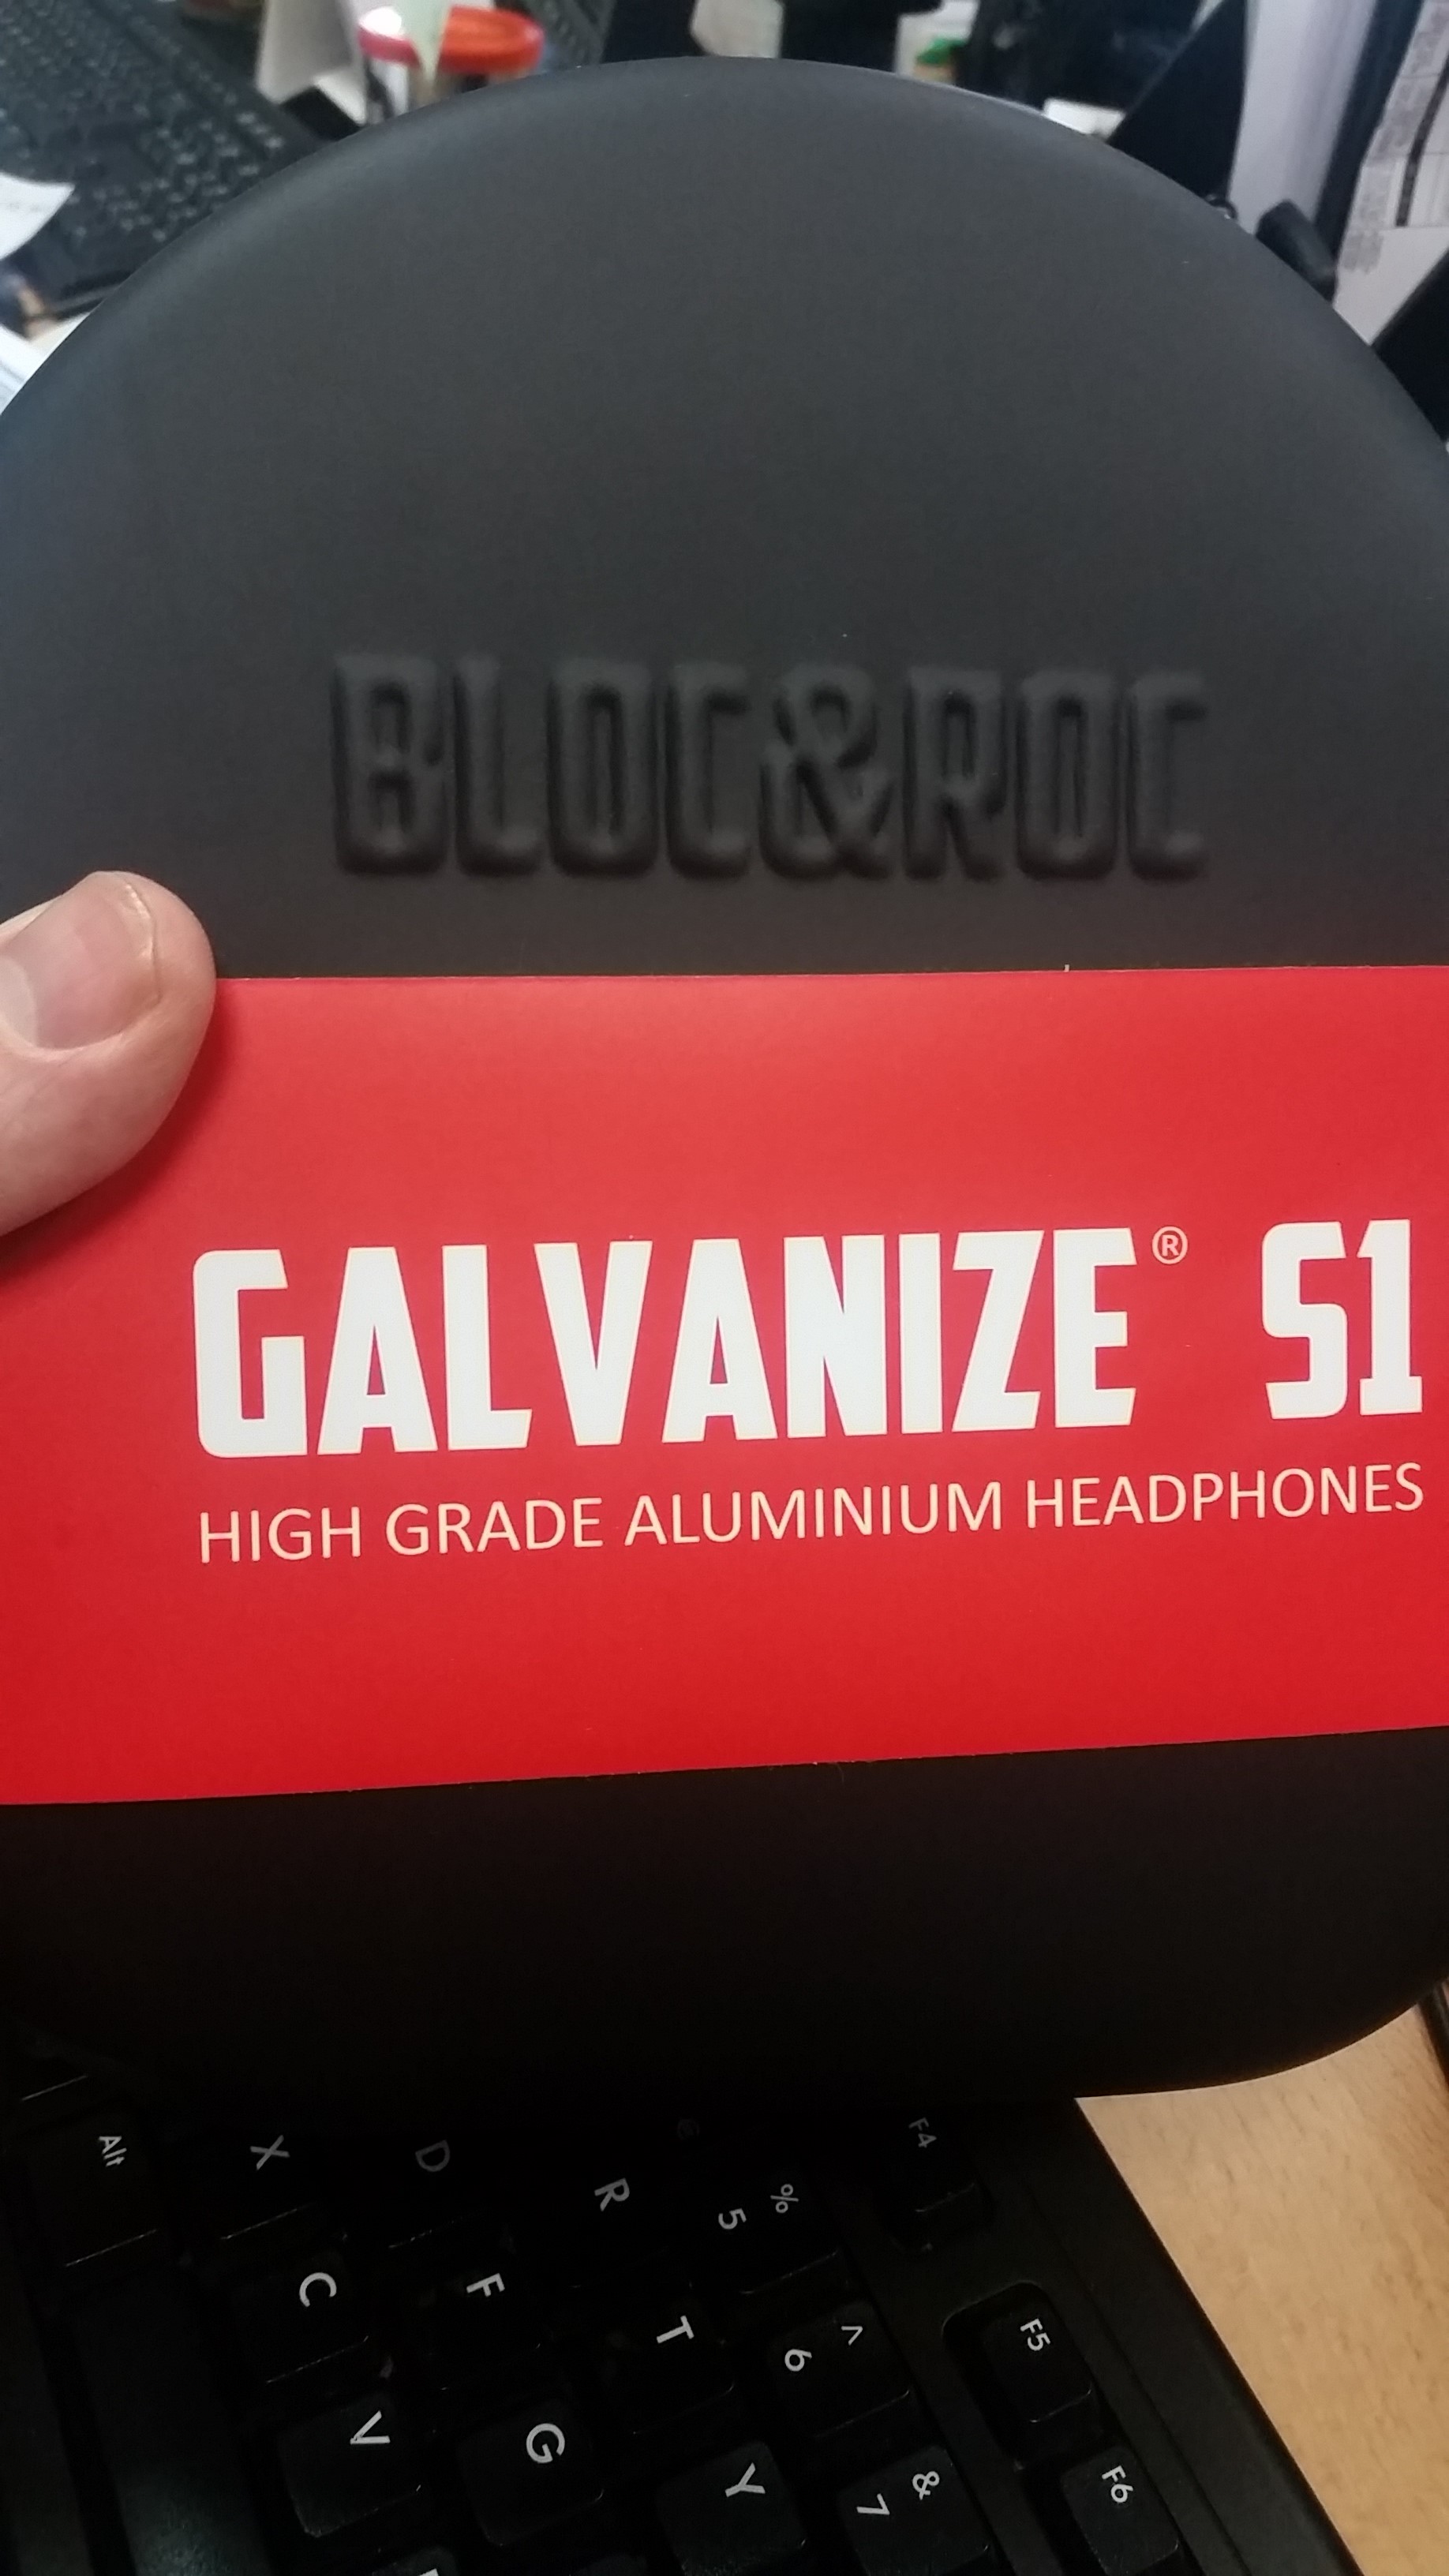 BLOC&ROC
GALVANIZE® S1
HIGH GRADE ALUMINIUM HEADPHONES
Alt
X
D
R
%
5
F4
C
F
T
^
6
F5
V
G
Y
&
7
F6